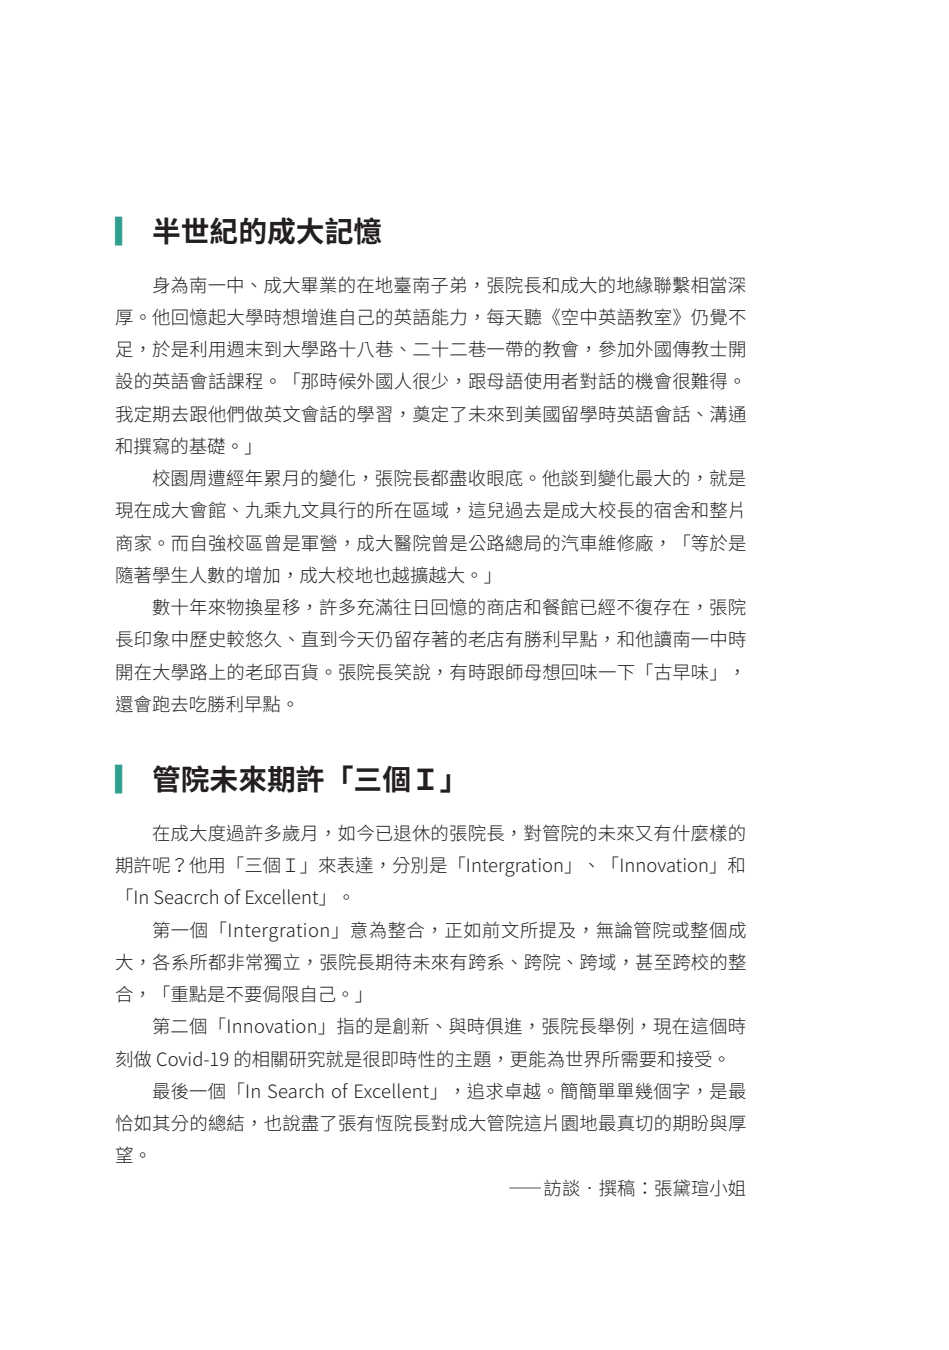 半世紀的成大記憶
身為南一中、成大畢業的在地臺南子弟，張院長和成大的地緣聯繫相當深
厚。他回憶起大學時想增進自己的英語能力，每天聽《空中英語教室》仍覺不
足，於是利用週末到大學路十八巷、二十二巷一帶的教會，參加外國傳教士開
設的英語會話課程。「那時候外國人很少，跟母語使用者對話的機會很難得。
我定期去跟他們做英文會話的學習，奠定了未來到美國留學時英語會話、溝通
和撰寫的基礎。」
校園周遭經年累月的變化，張院長都盡收眼底。他談到變化最大的，就是
現在成大會館、九乘九文具行的所在區域，這兒過去是成大校長的宿舍和整片
商家。而自強校區曾是軍營，成大醫院曾是公路總局的汽車維修廠，「等於是
隨著學生人數的增加，成大校地也越擴越大。」
數十年來物換星移，許多充滿往日回憶的商店和餐館已經不復存在，張院
長印象中歷史較悠久、直到今天仍留存著的老店有勝利早點，和他讀南一中時
開在大學路上的老邱百貨。張院長笑說，有時跟師母想回味一下「古早味」，
還會跑去吃勝利早點。
管院未來期許「三個Ｉ」
在成大度過許多歲月，如今已退休的張院長，對管院的未來又有什麼樣的
期許呢？他用「三個Ｉ」來表達，分別是「Intergration」、「Innovation」和
「In Seacrch of Excellent」。
第一個「Intergration」意為整合，正如前文所提及，無論管院或整個成
大，各系所都非常獨立，張院長期待未來有跨系、跨院、跨域，甚至跨校的整
合，「重點是不要侷限自己。」
第二個「Innovation」指的是創新、與時俱進，張院長舉例，現在這個時
刻做 Covid-19 的相關研究就是很即時性的主題，更能為世界所需要和接受。
最後一個「In Search of Excellent」，追求卓越。簡簡單單幾個字，是最
恰如其分的總結，也說盡了張有恆院長對成大管院這片園地最真切的期盼與厚
望。
——訪談．撰稿：張黛瑄小姐